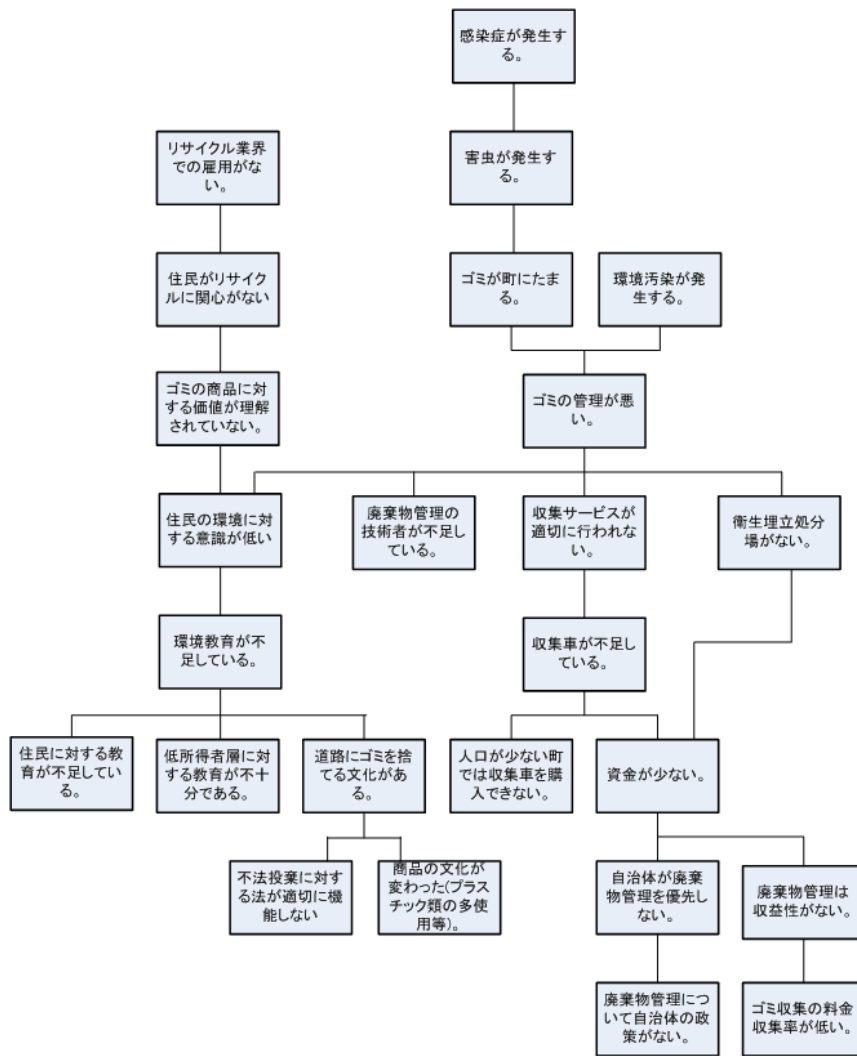 感染症が発生す
る。
リサイクル業界
での雇用がな
い。
害虫が発生す
る。
住民がリサイク
ルに関心がない
ゴミが町にたま
る。
環境汚染が発
生する。
ゴミの商品に対
する価値が理解
されていない。
ゴミの管理が悪
い。
住民の環境に対
する意識が低い
廃棄物管理の
技術者が不足
している。
収集サービスが
適切に行われ
ない。
衛生埋立処分
場がない。
環境教育が不
足している。
収集車が不足
している。
住民に対する教
育が不足してい
る。
低所得者層に対
する教育が不十
分である。
道路にゴミを捨
てる文化があ
る。
人口が少ない町
では収集車を購
入できない。
資金が少ない。
不法投棄に対す
る法が適切に機
能しない
商品の文化が
変わった(プラス
チック類の多使
用等)。
自治体が廃棄
物管理を優先し
ない。
廃棄物管理は
収益性がない。
廃棄物管理につ
いて自治体の政
策がない。
ゴミ収集の料金
収集率が低い。